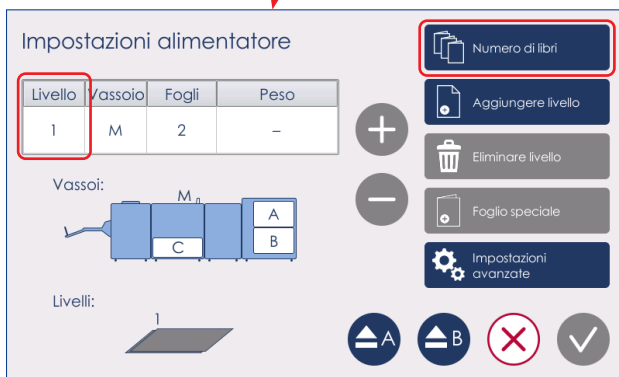 Impostazioni alimentatore
Livello Vassoio Fogli Peso
1 M 2 –
Vassoi:
M
A
B
C
Livelli:
1
Numero di libri
Aggiungere livello
Eliminare livello
Foglio speciale
Impostazioni
avanzate
A B